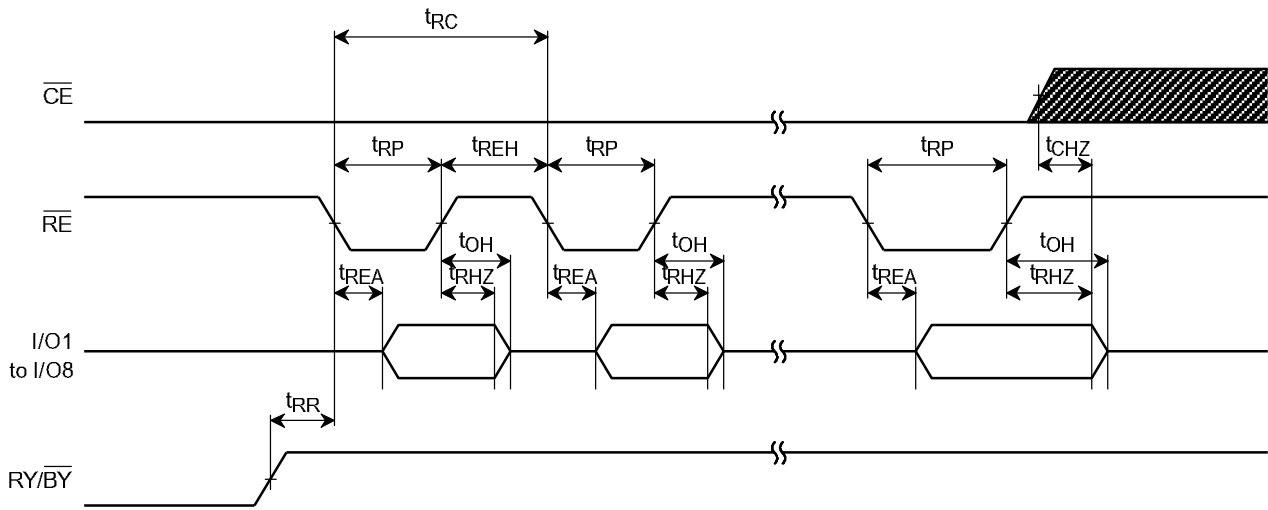 tRC
CE
tRP tREH tRP tRP tCHZ
RE
tOH tOH tOH
tREA tRHZ tREA tRHZ tREA tRHZ
I/O1
to I/O8
tRR
RY/BY